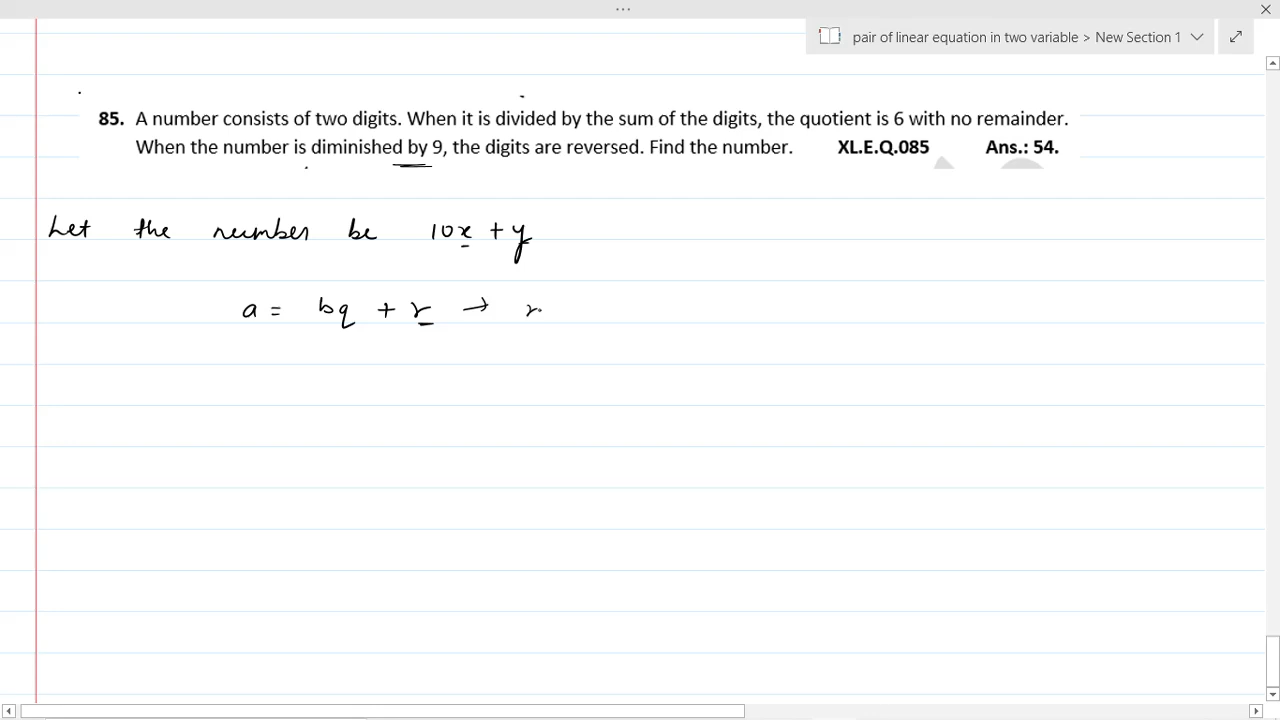 pair of linear equation in two variable > New Section 1
85. A number consists of two digits. When it is divided by the sum of the digits, the quotient is 6 with no remainder.
When the number is diminished by 9, the digits are reversed. Find the number. XL.E.Q.085 Ans.: 54.
Let the number be 10x + y
a = bq + r → r